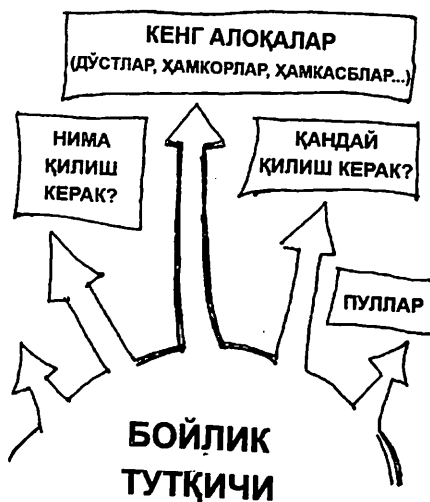 КЕНГ АЛОҚАЛАР
(ДЎСТЛАР, ҲАМКОРЛАР, ҲАМКАСБЛАР...)
НИМА
ҚИЛИШ
КЕРАК?
ҚАНДАЙ
ҚИЛИШ КЕРАК?
ПУЛЛАР
БОЙЛИК
ТУТҚИЧИ